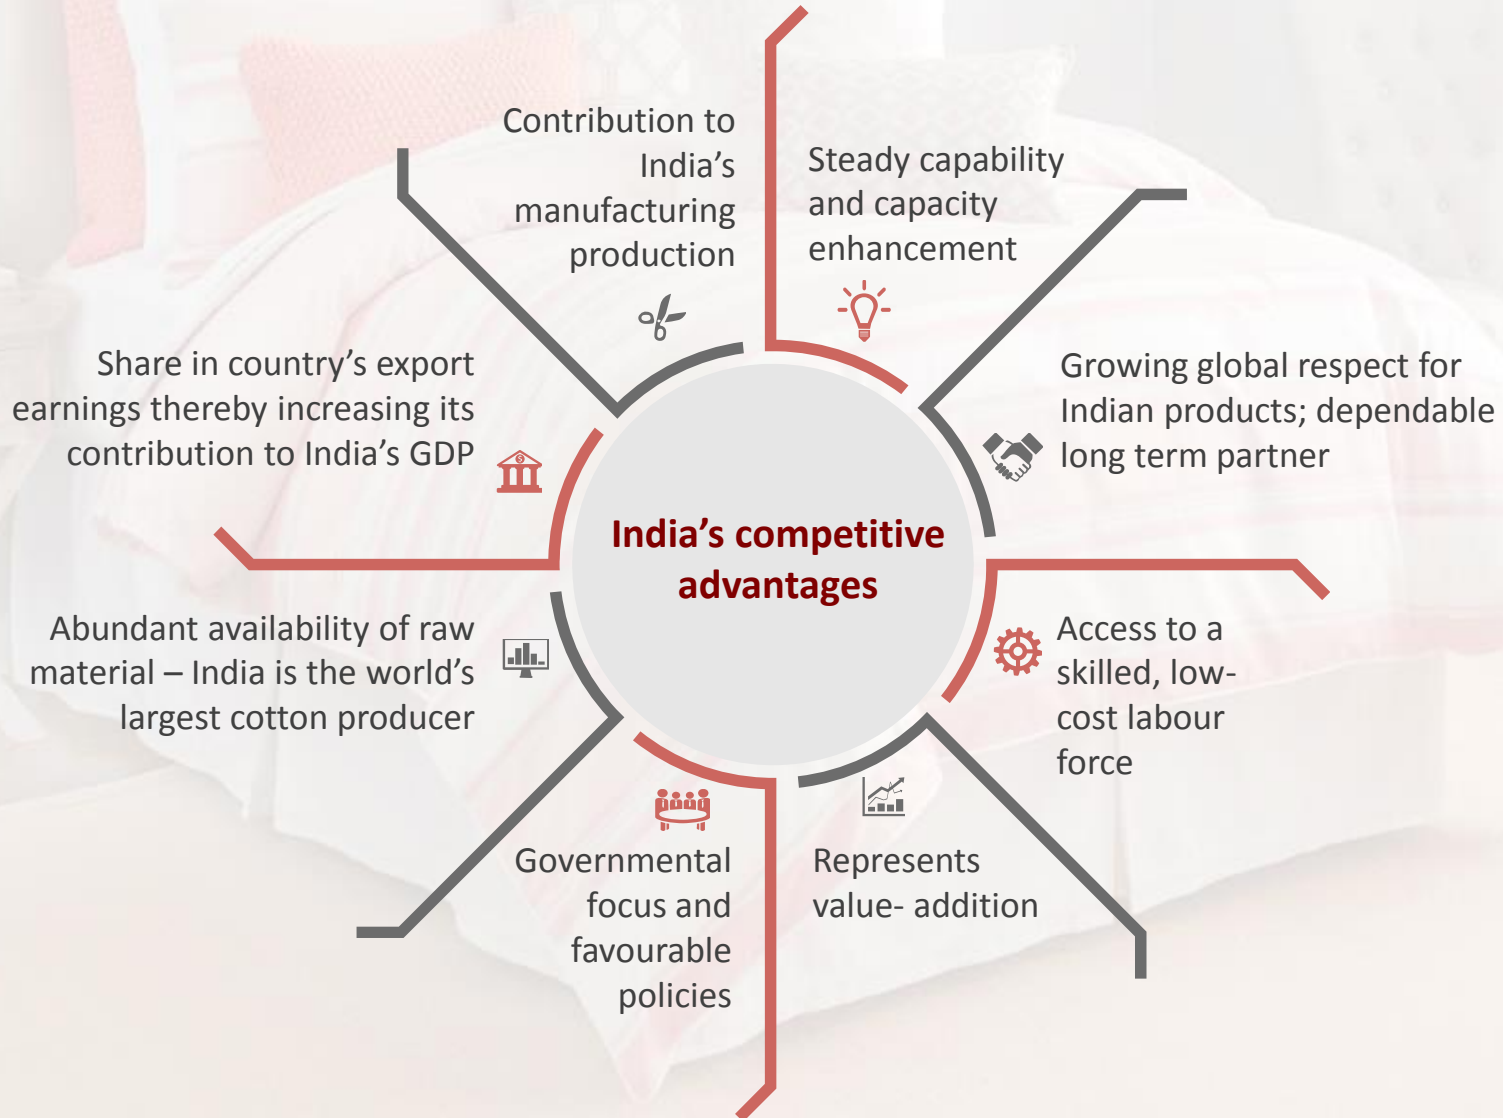 Contribution to
India’s
manufacturing
production
Steady capability
and capacity
enhancement
Growing global respect for
Indian products; dependable
long term partner
Access to a
skilled, low-
cost labour
force
Represents
value- addition
Governmental
focus and
favourable
policies
Abundant availability of raw
material – India is the world’s
largest cotton producer
Share in country’s export
earnings thereby increasing its
contribution to India’s GDP
India’s competitive
advantages